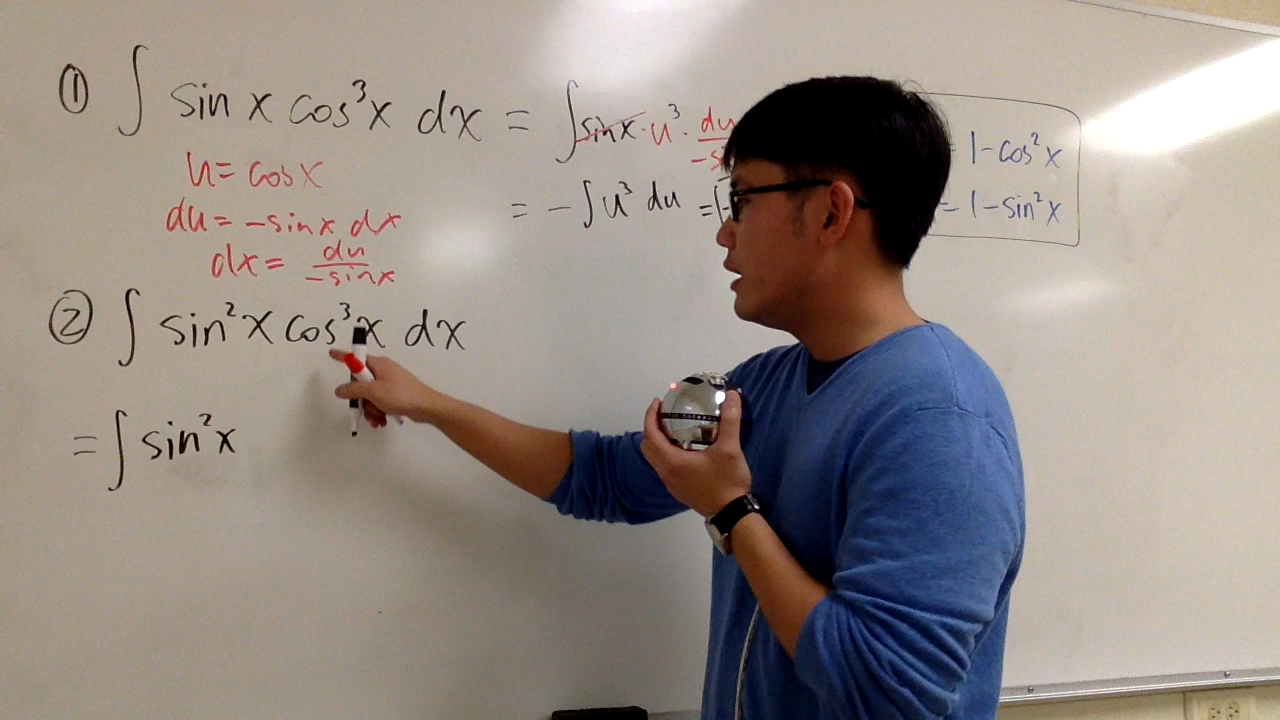 ① ∫ sin x cos³x dx = ∫ sin x · u³ · du/-s
u = cos x
du = -sin x dx
dx = du/-sin x
= -∫ u³ du =
= 1-cos²x
= 1-sin²x
② ∫ sin²x cos³x dx
= ∫ sin²x